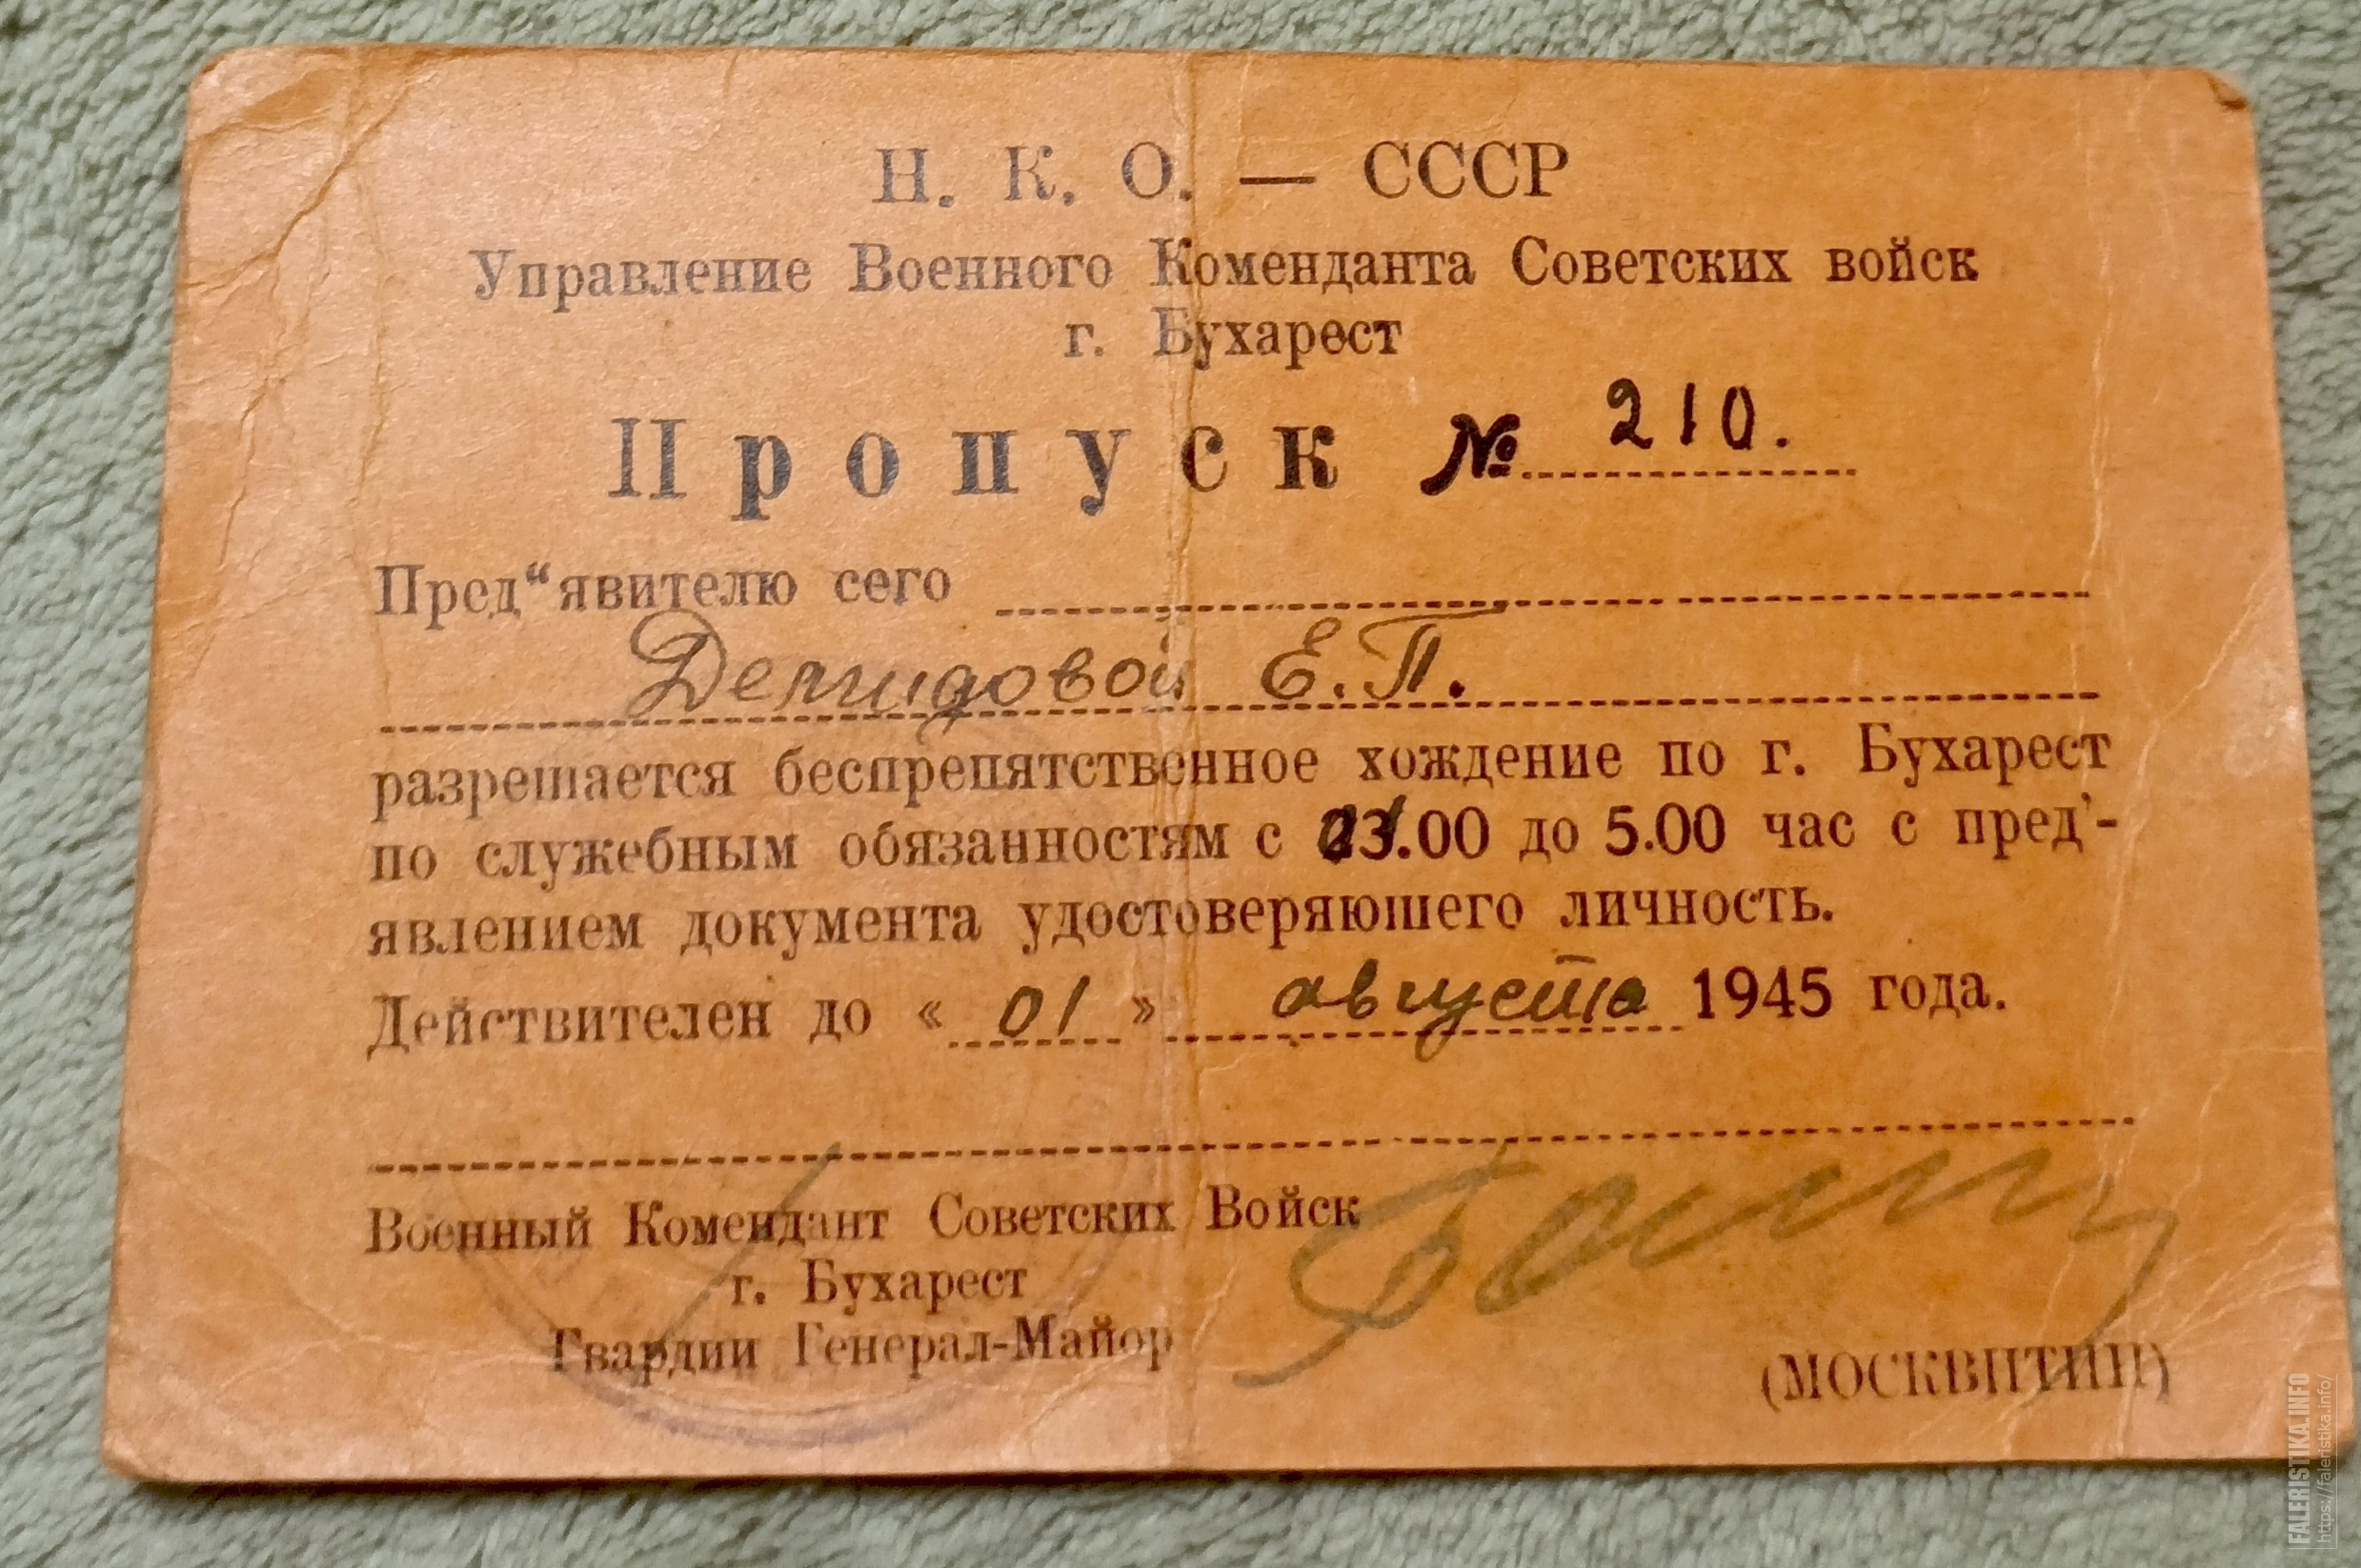 Н. К. О. — СССР
Управление Военного Коменданта Советских войск
г. Бухарест
Пропуск № 210.
Пред“явителю сего
Демидовой Е.П.
разрешается беспрепятственное хождение по г. Бухарест
по служебным обязанностям с .00 до 5.00 час с пред'-
явлением документа удостоверяюшего личность.
Действителен до « 01 » августа 1945 года.
Военный Комендант Советских Войск
г. Бухарест
Гвардии Генерал-Майор
(МОСКВИТИН)
FALERISTIKA.INFO
https://faleristika.info/